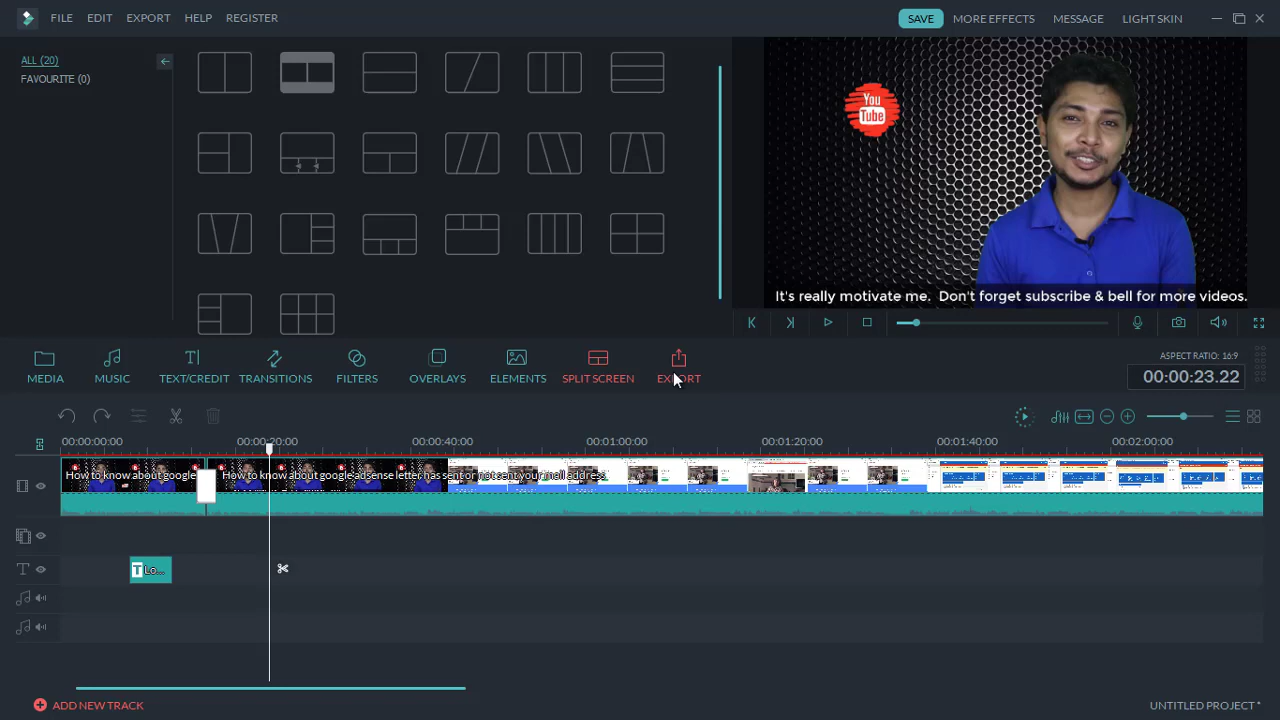 FILE EDIT EXPORT HELP REGISTER SAVE MORE EFFECTS MESSAGE LIGHT SKIN
ALL (20)
FAVOURITE (0)
You
Tube
It's really motivate me. Don't forget subscribe & bell for more videos.
MEDIA MUSIC TEXT/CREDIT TRANSITIONS FILTERS OVERLAYS ELEMENTS SPLIT SCREEN EXPORT
ASPECT RATIO: 16:9
00:00:23.22
00:00:00:00 00:00:20:00 00:00:40:00 00:01:00:00 00:01:20:00 00:01:40:00 00:02:00:00
How to know about google
How to know about google adsense letter has sent or not sent your mail address.
T Lo...
ADD NEW TRACK
UNTITLED PROJECT *